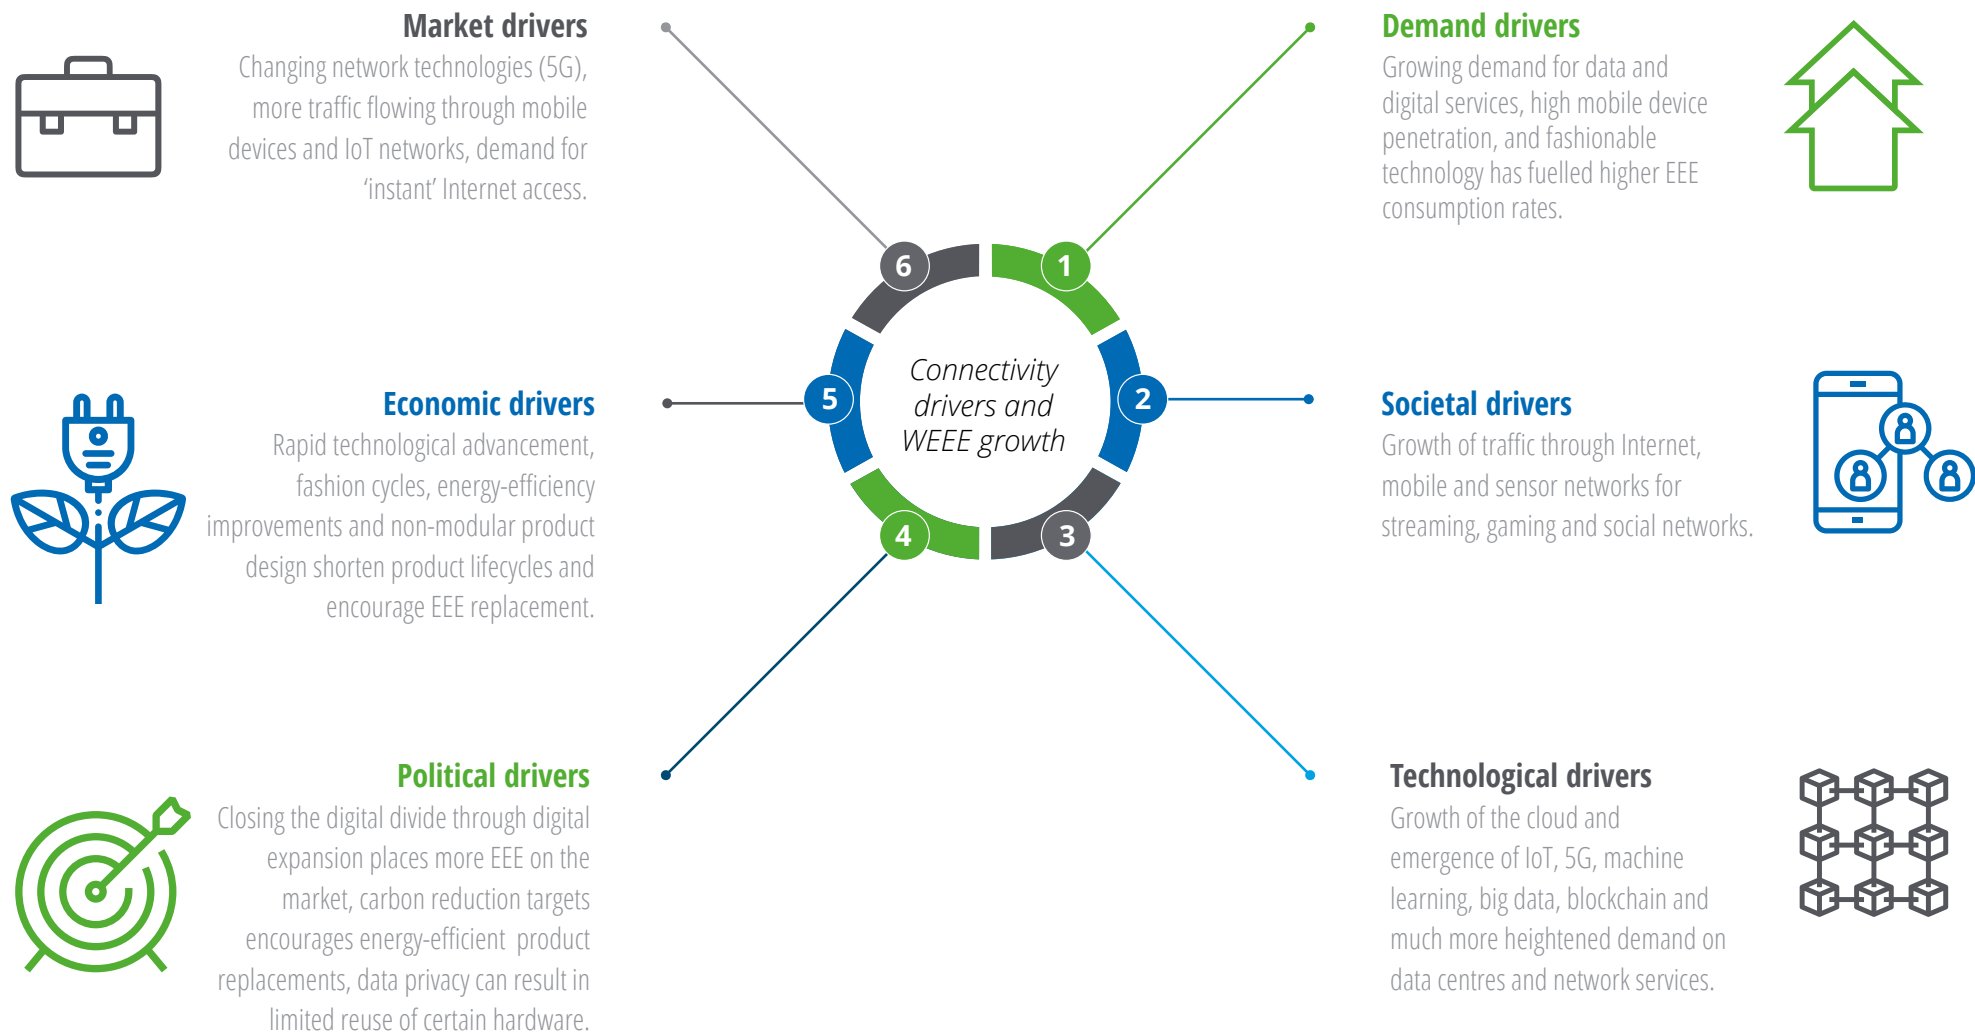 Market drivers
Changing network technologies (5G),
more traffic flowing through mobile
devices and IoT networks, demand for
‘instant’ Internet access.
Demand drivers
Growing demand for data and
digital services, high mobile device
penetration, and fashionable
technology has fuelled higher EEE
consumption rates.
6
1
Connectivity
drivers and
WEEE growth
5
2
4
3
Economic drivers
Rapid technological advancement,
fashion cycles, energy-efficiency
improvements and non-modular product
design shorten product lifecycles and
encourage EEE replacement.
Societal drivers
Growth of traffic through Internet,
mobile and sensor networks for
streaming, gaming and social networks.
Political drivers
Closing the digital divide through digital
expansion places more EEE on the
market, carbon reduction targets
encourages energy-efficient product
replacements, data privacy can result in
limited reuse of certain hardware.
Technological drivers
Growth of the cloud and
emergence of IoT, 5G, machine
learning, big data, blockchain and
much more heightened demand on
data centres and network services.